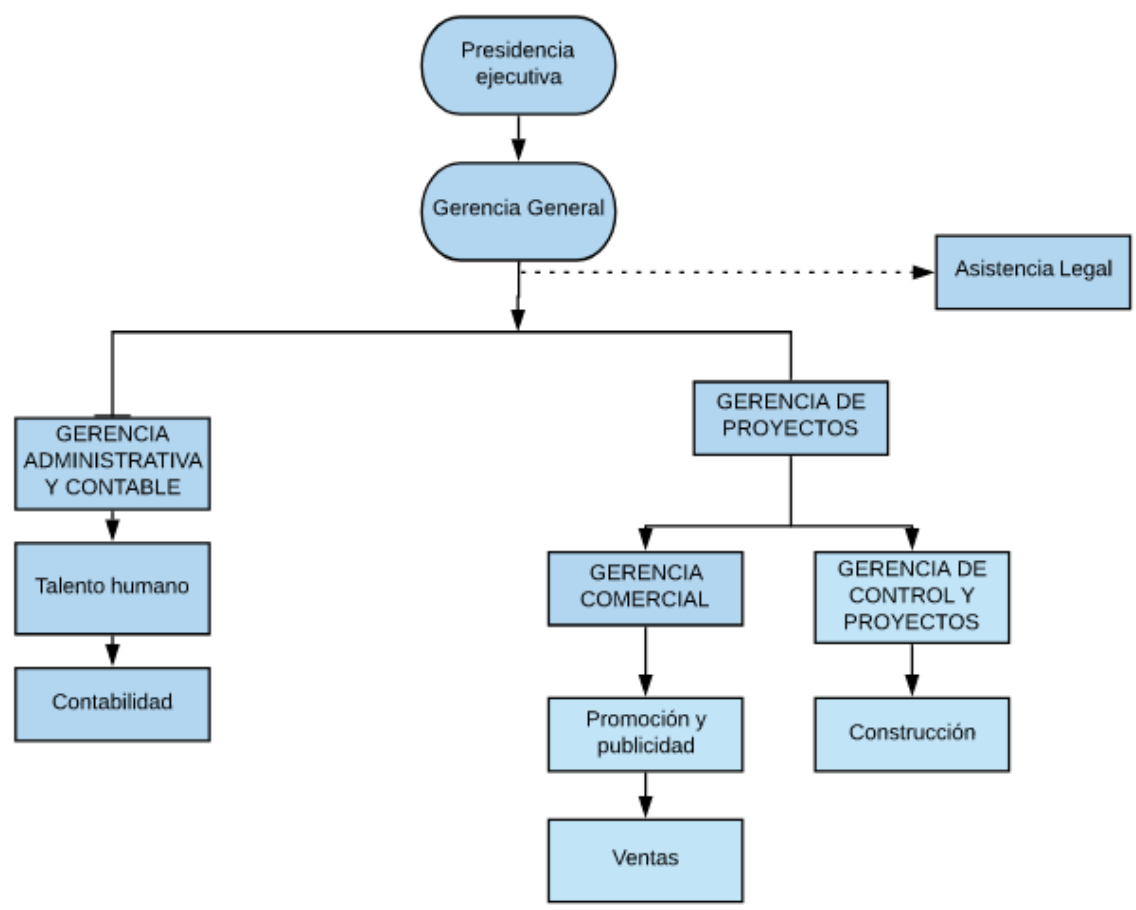 Presidencia
ejecutiva
Gerencia General
Asistencia Legal
GERENCIA DE
PROYECTOS
GERENCIA
ADMINISTRATIVA
Y CONTABLE
Talento humano
Contabilidad
GERENCIA
COMERCIAL
GERENCIA DE
CONTROL Y
PROYECTOS
Promoción y
publicidad
Construcción
Ventas